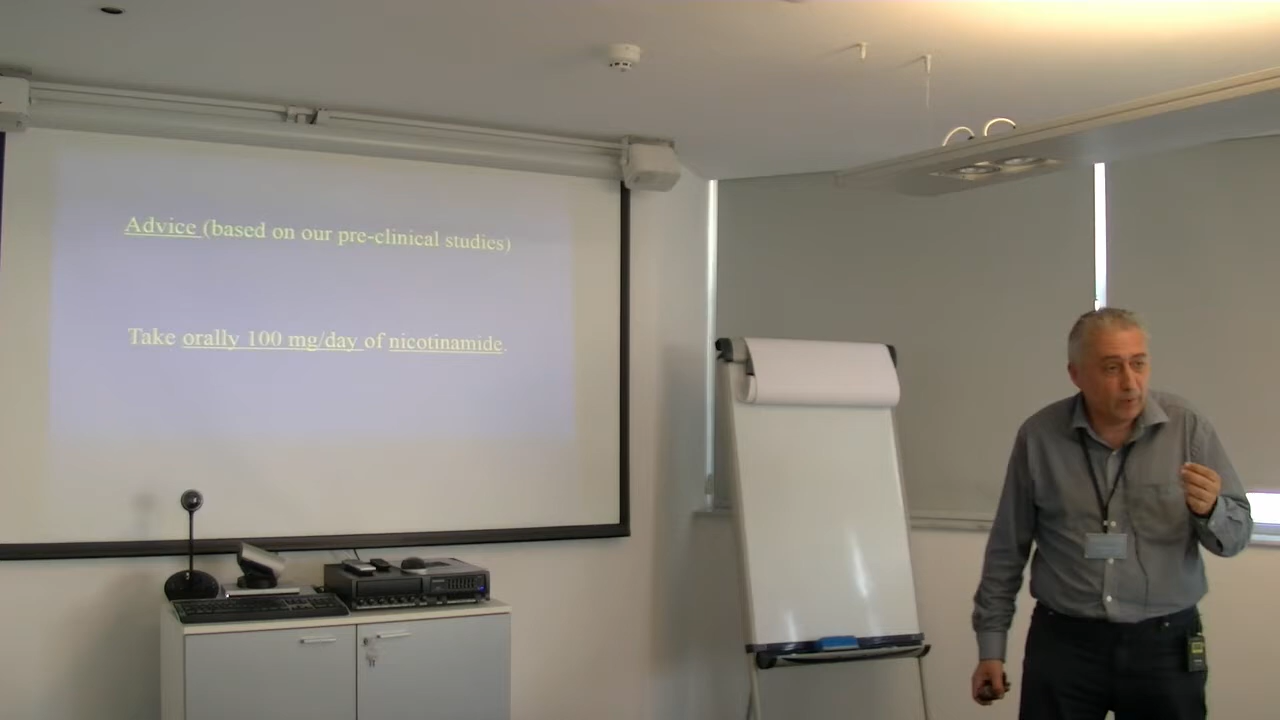 Advice (based on our pre-clinical studies)
Take orally 100 mg/day of nicotinamide.